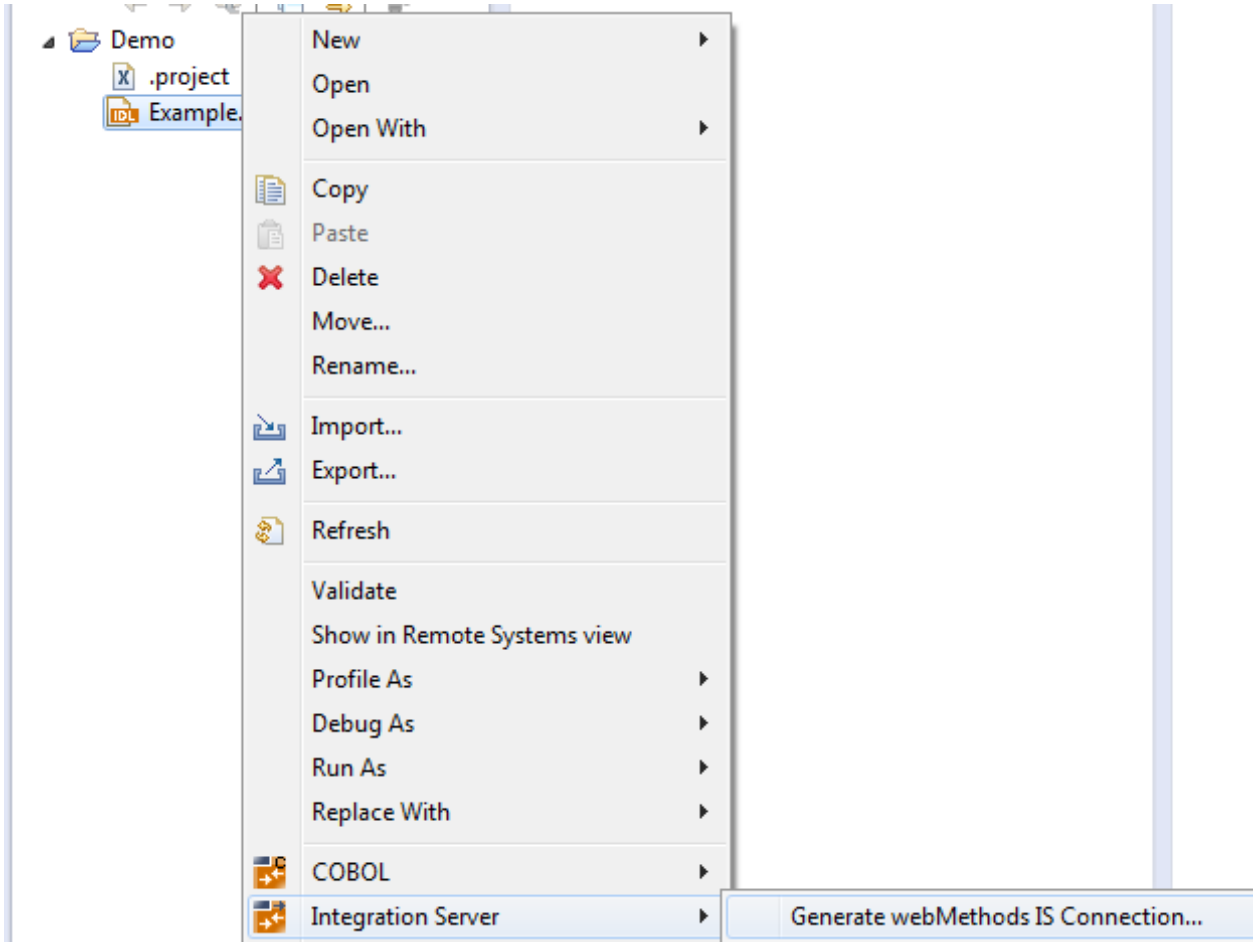 Demo
X .project
IDL Example.
New
Open
Open With
Copy
Paste
Delete
Move...
Rename...
Import...
Export...
Refresh
Validate
Show in Remote Systems view
Profile As
Debug As
Run As
Replace With
C COBOL
Integration Server
Generate webMethods IS Connection...